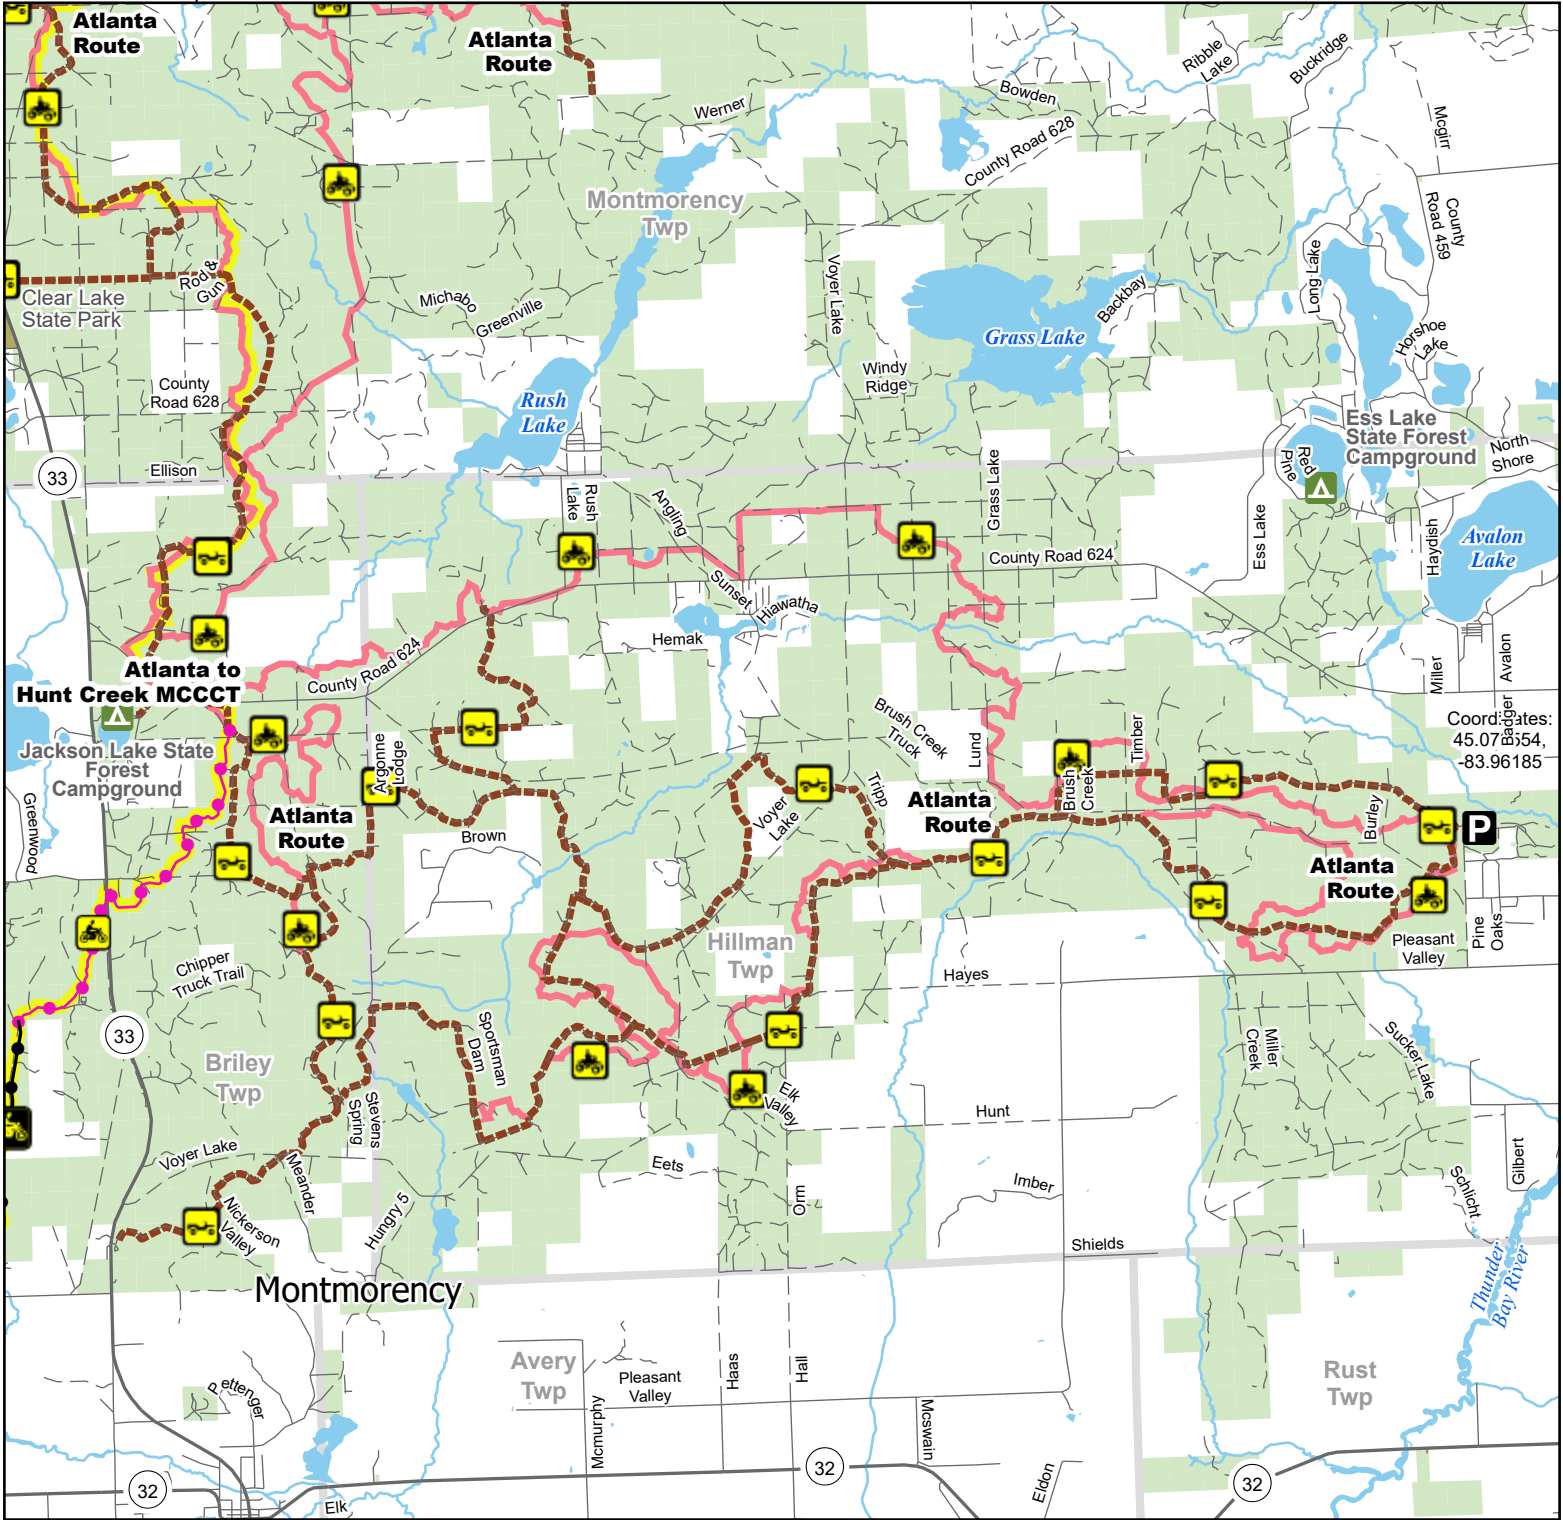 Atlanta
Route
Atlanta
Route
Ribble
Lake
Buckridge
Werner
Bowden
County Road 628
Mcgirr
County
Road 459
Montmorency
Twp
Clear Lake
State Park
Rod &
Gun
Michabo
Greenville
Voyer Lake
Long Lake
Backbay
Grass Lake
Horshoe
Lake
Windy
Ridge
County
Road 628
Rush
Lake
Ess Lake
State Forest
Campground
North
Shore
Red
Pine
33
Ellison
Rush
Lake
Angling
Grass Lake
Ess Lake
Haydish
Avalon
Lake
County Road 624
Sunset
Hiawatha
Hemak
County Road 624
Atlanta to
Hunt Creek MCCCT
Miller
Avalon
Badger
Coordinates:
-83.96185
Jackson Lake State
Forest
Campground
Argonne
Lodge
Brush Creek
Truck
Lund
Timber
Brush
Creek
Greenwood
Atlanta
Route
Brown
Voyer
Lake
Tripp
Atlanta
Route
Burley
P
Atlanta
Route
Pine
Oaks
Pleasant
Valley
Hillman
Twp
Hayes
Chipper
Truck Trail
33
Sportsman
Dam
Miller
Creek
Sucker Lake
Briley
Twp
Stevens
Spring
Elk
Valley
Hunt
Voyer Lake
Meander
Eets
Imber
Orm
Gilbert
Schlicht
Nickerson
Valley
Hungry 5
Shields
Thunder
Bay River
Montmorency
Avery
Twp
Pleasant
Valley
Haas
Hall
Rust
Twp
Pettenger
Mcmurphy
Mcswain
Eldon
32
32
32
Elk